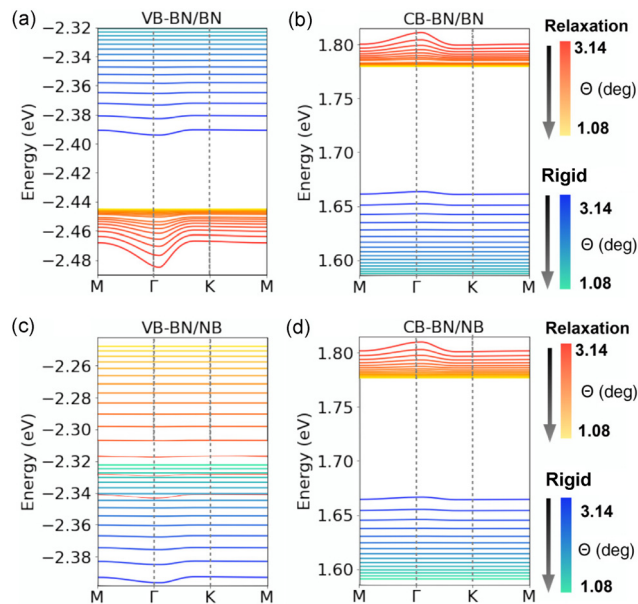 (a) VB-BN/BN
Energy (eV)
−2.32
−2.34
−2.36
−2.38
−2.40
−2.42
−2.44
−2.46
−2.48
M Γ K M
(b) CB-BN/BN
Energy (eV)
1.80
1.75
1.70
1.65
1.60
M Γ K M
Relaxation
3.14
Θ (deg)
1.08
Rigid
3.14
Θ (deg)
1.08
(c) VB-BN/NB
Energy (eV)
−2.26
−2.28
−2.30
−2.32
−2.34
−2.36
−2.38
M Γ K M
(d) CB-BN/NB
Energy (eV)
1.80
1.75
1.70
1.65
1.60
M Γ K M
Relaxation
3.14
Θ (deg)
1.08
Rigid
3.14
Θ (deg)
1.08